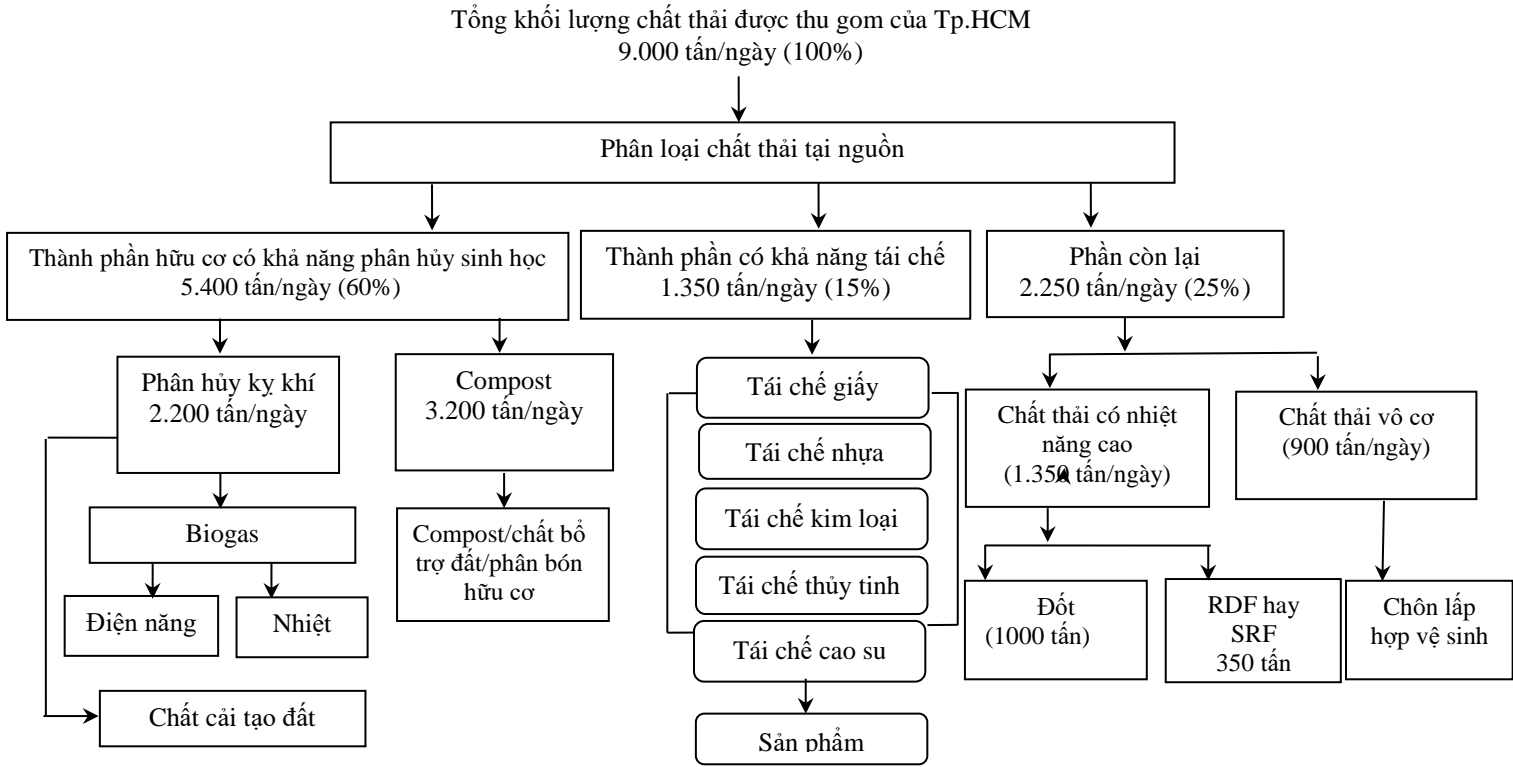 Tổng khối lượng chất thải được thu gom của Tp.HCM
9.000 tấn/ngày (100%)
Phân loại chất thải tại nguồn
Thành phần hữu cơ có khả năng phân hủy sinh học
5.400 tấn/ngày (60%)
Thành phần có khả năng tái chế
1.350 tấn/ngày (15%)
Phần còn lại
2.250 tấn/ngày (25%)
Phân hủy kỵ khí
2.200 tấn/ngày
Compost
3.200 tấn/ngày
Tái chế giấy
Tái chế nhựa
Tái chế kim loại
Tái chế thủy tinh
Tái chế cao su
Sản phẩm
Chất thải có nhiệt
năng cao
(1.350 tấn/ngày)
Chất thải vô cơ
(900 tấn/ngày)
Biogas
Điện năng
Nhiệt
Chất cải tạo đất
Compost/chất bổ
trợ đất/phân bón
hữu cơ
Đốt
(1000 tấn)
RDF hay
SRF
350 tấn
Chôn lấp
hợp vệ sinh